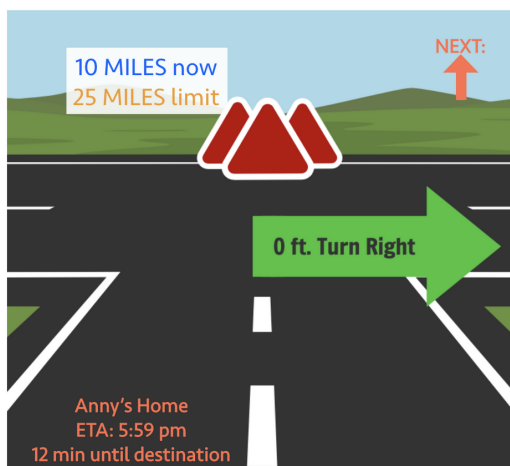 NEXT:
10 MILES now
25 MILES limit
0 ft. Turn Right
Anny's Home
ETA: 5:59 pm
12 min until destination